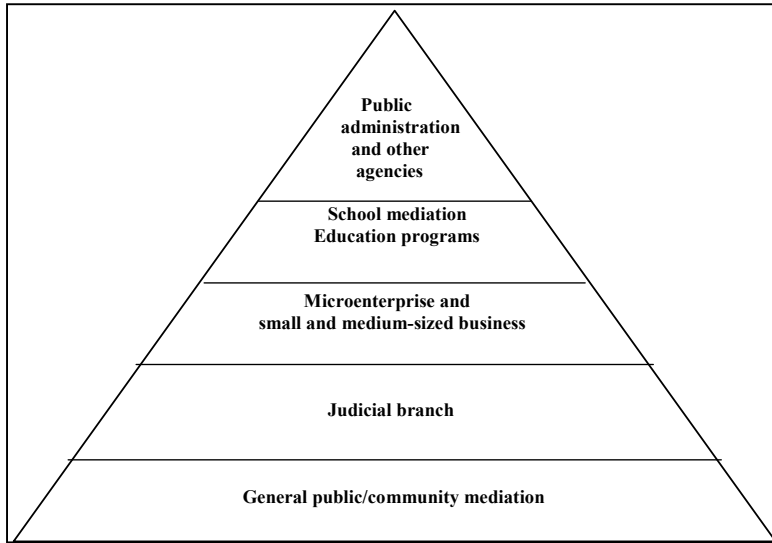 Public
administration
and other
agencies
School mediation
Education programs
Microenterprise and
small and medium-sized business
Judicial branch
General public/community mediation